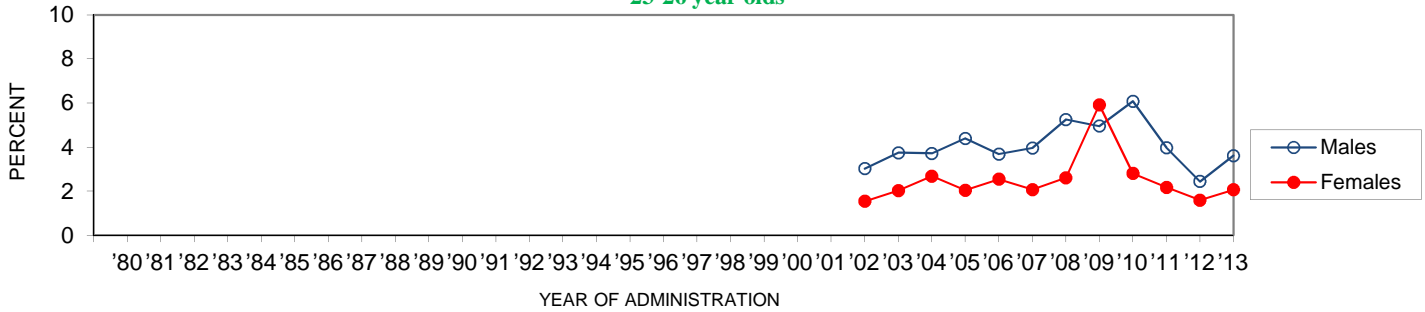 25-26 year olds
10
8
6
4
2
0
PERCENT
'80 '81 '82 '83 '84 '85 '86 '87 '88 '89 '90 '91 '92 '93 '94 '95 '96 '97 '98 '99 '00 '01 '02 '03 '04 '05 '06 '07 '08 '09 '10 '11 '12 '13
YEAR OF ADMINISTRATION
Males
Females